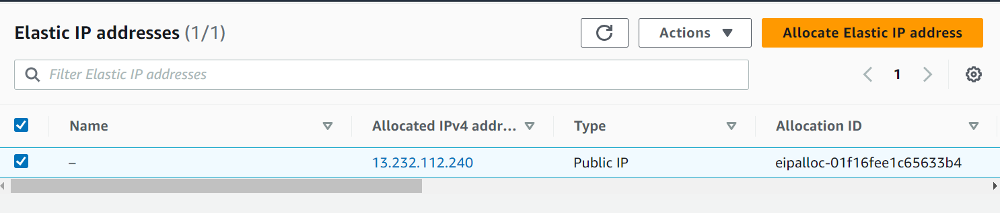 Elastic IP addresses (1/1)
Actions
Allocate Elastic IP address
Filter Elastic IP addresses
1
Name
Allocated IPv4 addr...
Type
Allocation ID
–
13.232.112.240
Public IP
eipalloc-01f16fee1c65633b4